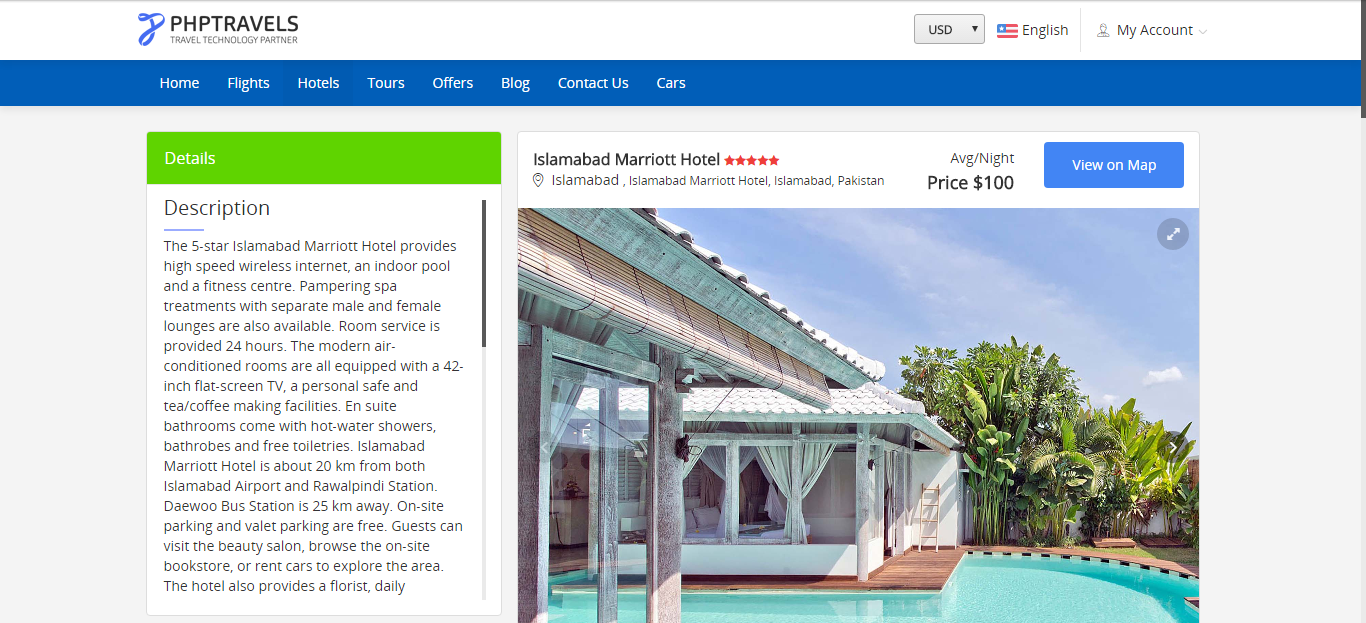 PHPTRAVELS
TRAVEL TECHNOLOGY PARTNER
USD
English
My Account
Home Flights Hotels Tours Offers Blog Contact Us Cars
Details
Description
The 5-star Islamabad Marriott Hotel provides
high speed wireless internet, an indoor pool
and a fitness centre. Pampering spa
treatments with separate male and female
lounges are also available. Room service is
provided 24 hours. The modern air-
conditioned rooms are all equipped with a 42-
inch flat-screen TV, a personal safe and
tea/coffee making facilities. En suite
bathrooms come with hot-water showers,
bathrobes and free toiletries. Islamabad
Marriott Hotel is about 20 km from both
Islamabad Airport and Rawalpindi Station.
Daewoo Bus Station is 25 km away. On-site
parking and valet parking are free. Guests can
visit the beauty salon, browse the on-site
bookstore, or rent cars to explore the area.
The hotel also provides a florist, daily
Islamabad Marriott Hotel
Islamabad , Islamabad Marriott Hotel, Islamabad, Pakistan
Avg/Night
Price $100
View on Map